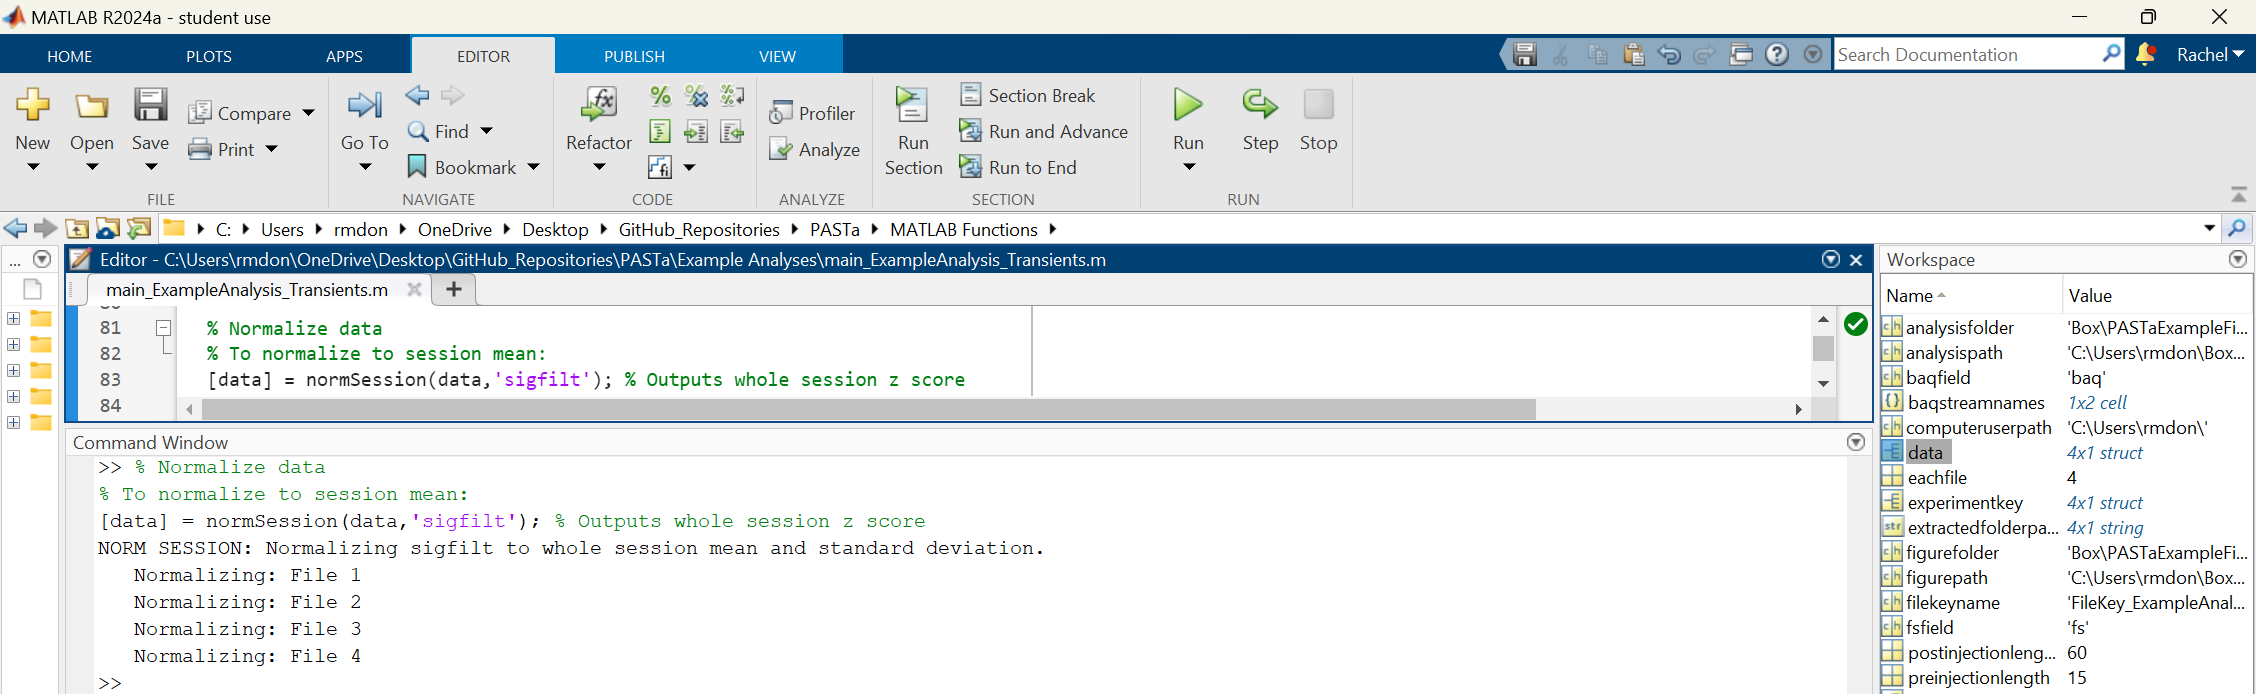 MATLAB R2024a - student use
HOME PLOTS APPS EDITOR PUBLISH VIEW
Search Documentation
Rachel
New
Open
Save
Compare
Print
FILE
Go To
Find
Bookmark
NAVIGATE
Refactor
CODE
Profiler
Analyze
ANALYZE
Run
Section
Section Break
Run and Advance
Run to End
SECTION
Run
Step
Stop
RUN
C: Users rmdon OneDrive Desktop GitHub_Repositories PASTa MATLAB Functions
Editor - C:\Users\rmdon\OneDrive\Desktop\GitHub_Repositories\PASTa\Example Analyses\main_ExampleAnalysis_Transients.m
main_ExampleAnalysis_Transients.m
81 % Normalize data
82 % To normalize to session mean:
83 [data] = normSession(data,'sigfilt'); % Outputs whole session z score
84
Command Window
>> % Normalize data
% To normalize to session mean:
[data] = normSession(data,'sigfilt'); % Outputs whole session z score
NORM SESSION: Normalizing sigfilt to whole session mean and standard deviation.
Normalizing: File 1
Normalizing: File 2
Normalizing: File 3
Normalizing: File 4
>>
Workspace
Name Value
analysisfolder 'Box\PASTaExampleFi...
analysispath 'C:\Users\rmdon\Box...
baqfield 'baq'
baqstreamnames 1x2 cell
computeruserpath 'C:\Users\rmdon\'
data 4x1 struct
eachfile 4
experimentkey 4x1 struct
extractedfolderpa... 4x1 string
figurefolder 'Box\PASTaExampleFi...
figurepath 'C:\Users\rmdon\Box...
filekeyname 'FileKey_ExampleAnal...
fsfield 'fs'
postinjectionleng... 60
preinjectionlength 15